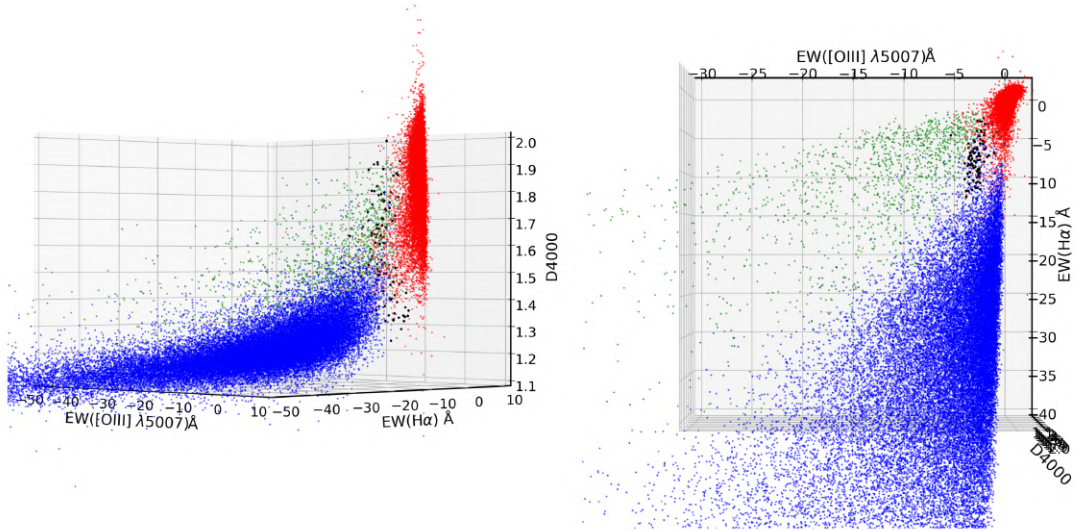 2.0
1.9
1.8
1.7
1.6
1.5
1.4
1.3
1.2
1.1
D4000
−50 −40 −30 −20 −10 0 10
EW([OIII] λ5007)Å
−50 −40 −30 −20 −10 0 10
EW(Hα) Å
EW([OIII] λ5007)Å
−30 −25 −20 −15 −10 −5 0
0
−5
−10
−15
−20
−25
−30
−35
−40
EW(Hα) Å
D4000